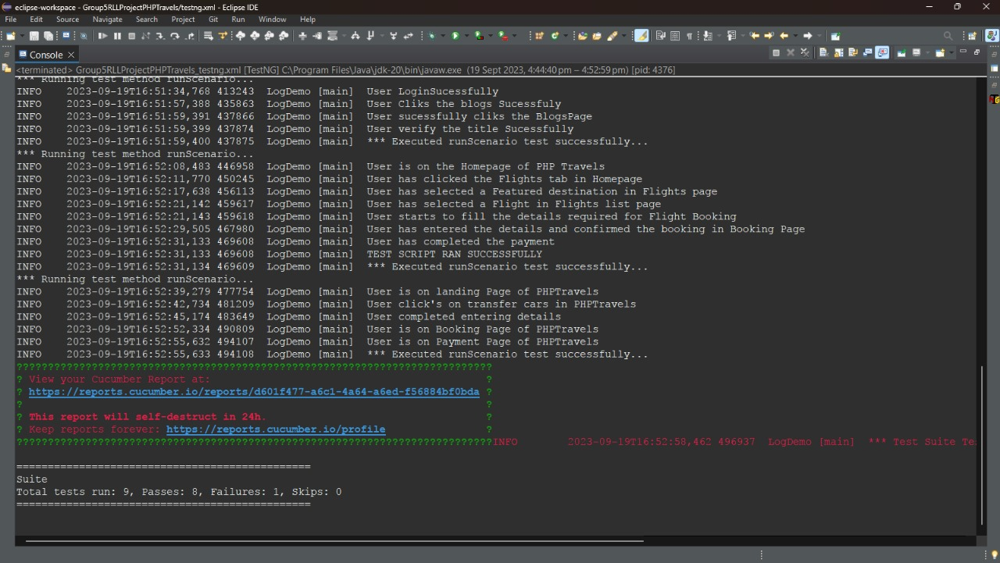 eclipse-workspace - Group5RLLProjectPHPTravels/testng.xml - Eclipse IDE
File Edit Source Navigate Search Project Git Run Window Help
Console
<terminated> Group5RLLProjectPHPTravels_testng.xml [TestNG] C:\Program Files\Java\jdk-20\bin\javaw.exe (19 Sept 2023, 4:44:40 pm – 4:52:59 pm) [pid: 4376]
*** Running test method runScenario...
INFO 2023-09-19T16:51:34,768 413243 LogDemo [main] User LoginSucessfully
INFO 2023-09-19T16:51:57,388 435863 LogDemo [main] User Cliks the blogs Sucessfuly
INFO 2023-09-19T16:51:59,391 437866 LogDemo [main] User sucessfully cliks the BlogsPage
INFO 2023-09-19T16:51:59,399 437874 LogDemo [main] User verify the title Sucessfully
INFO 2023-09-19T16:51:59,400 437875 LogDemo [main] *** Executed runScenario test successfully...
*** Running test method runScenario...
INFO 2023-09-19T16:52:08,483 446958 LogDemo [main] User is on the Homepage of PHP Travels
INFO 2023-09-19T16:52:11,770 450245 LogDemo [main] User has clicked the Flights tab in Homepage
INFO 2023-09-19T16:52:17,638 456113 LogDemo [main] User has selected a Featured destination in Flights page
INFO 2023-09-19T16:52:21,142 459617 LogDemo [main] User has selected a Flight in Flights list page
INFO 2023-09-19T16:52:21,143 459618 LogDemo [main] User starts to fill the details required for Flight Booking
INFO 2023-09-19T16:52:29,505 467980 LogDemo [main] User has entered the details and confirmed the booking in Booking Page
INFO 2023-09-19T16:52:31,133 469608 LogDemo [main] User has completed the payment
INFO 2023-09-19T16:52:31,133 469608 LogDemo [main] TEST SCRIPT RAN SUCCESSFULLY
INFO 2023-09-19T16:52:31,134 469609 LogDemo [main] *** Executed runScenario test successfully...
*** Running test method runScenario...
INFO 2023-09-19T16:52:39,279 477754 LogDemo [main] User is on landing Page of PHPTravels
INFO 2023-09-19T16:52:42,734 481209 LogDemo [main] User click's on transfer cars in PHPTravels
INFO 2023-09-19T16:52:45,174 483649 LogDemo [main] User completed entering details
INFO 2023-09-19T16:52:52,334 490809 LogDemo [main] User is on Booking Page of PHPTravels
INFO 2023-09-19T16:52:55,632 494107 LogDemo [main] User is on Payment Page of PHPTravels
INFO 2023-09-19T16:52:55,633 494108 LogDemo [main] *** Executed runScenario test successfully...
????????????????????????????????????????????????????????????????????????????
? View your Cucumber Report at: ?
? https://reports.cucumber.io/reports/d601f477-a6c1-4a64-a6ed-f56884bf0bda ?
? ?
? This report will self-destruct in 24h. ?
? Keep reports forever: https://reports.cucumber.io/profile ?
????????????????????????????????????????????????????????????????????????????INFO 2023-09-19T16:52:58,462 496937 LogDemo [main] *** Test Suite Te
===============================================
Suite
Total tests run: 9, Passes: 8, Failures: 1, Skips: 0
===============================================